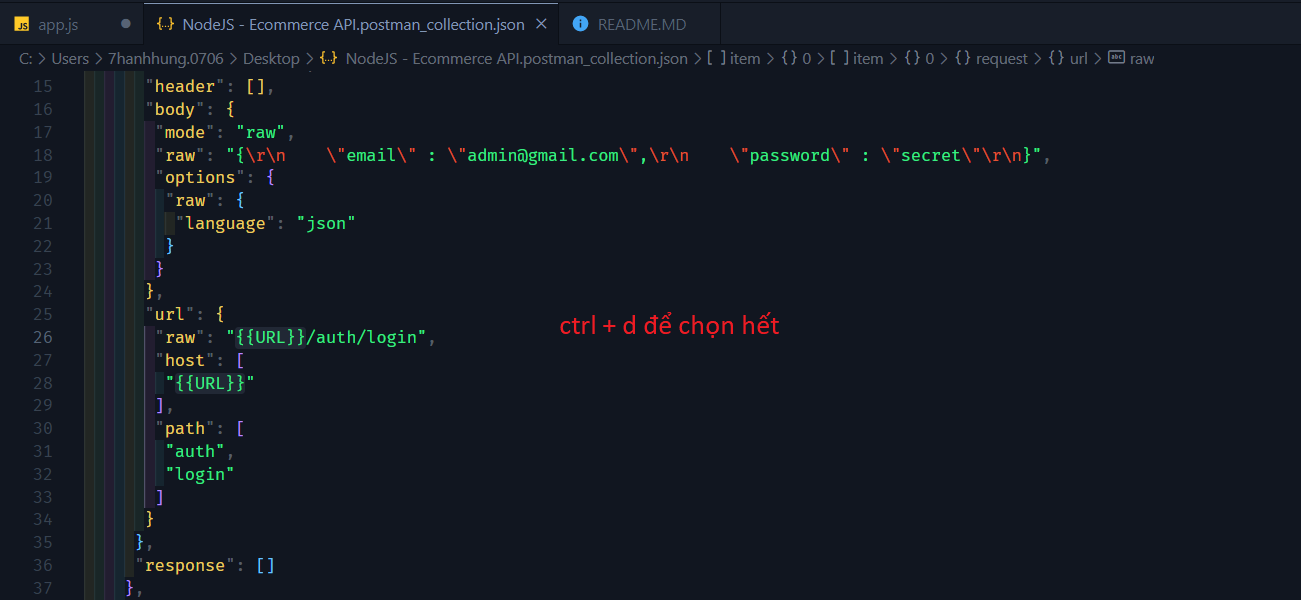 app.js
NodeJS - Ecommerce API.postman_collection.json
README.MD
C: > Users > 7hanhhung.0706 > Desktop > {··} NodeJS - Ecommerce API.postman_collection.json > [ ] item > {} 0 > [ ] item > {} 0 > {} request > {} url > abc raw
15 "header": [],
16 "body": {
17 "mode": "raw",
18 "raw": "{\r\n    \"email\" : \"admin@gmail.com\",\r\n    \"password\" : \"secret\"\r\n}",
19 "options": {
20 "raw": {
21 "language": "json"
22 }
23 }
24 },
25 "url": {
26 "raw": "{{URL}}/auth/login",
27 "host": [
28 "{{URL}}"
29 ],
30 "path": [
31 "auth",
32 "login"
33 ]
34 }
35 },
36 "response": []
37 },
ctrl + d để chọn hết